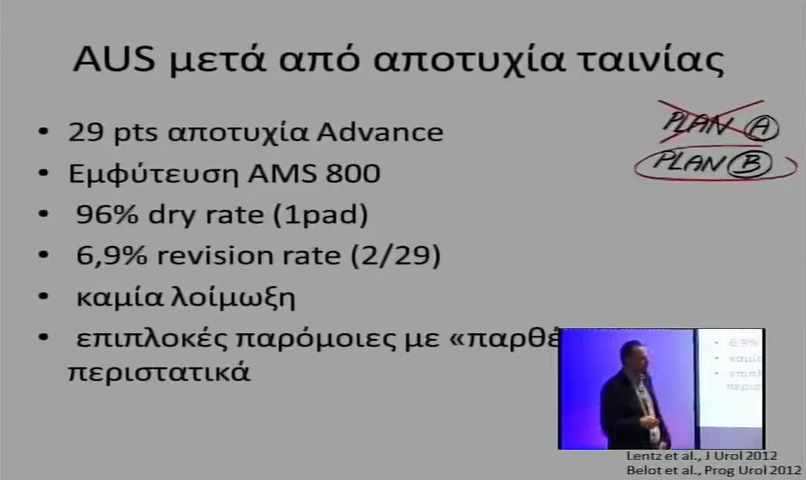 AUS μετά από αποτυχία ταινίας
• 29 pts αποτυχία Advance
• Εμφύτευση AMS 800
• 96% dry rate (1pad)
• 6,9% revision rate (2/29)
• καμία λοίμωξη
• επιπλοκές παρόμοιες με
περιστατικά
PLAN A
PLAN B
• 6,9%
Lentz et al., J Urol 2012
Belot et al., Prog Urol 2012